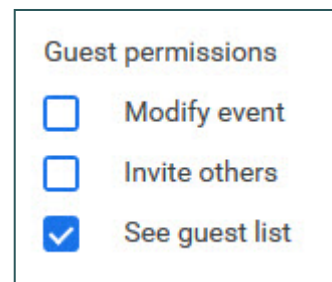 Guest permissions
Modify event
Invite others
See guest list